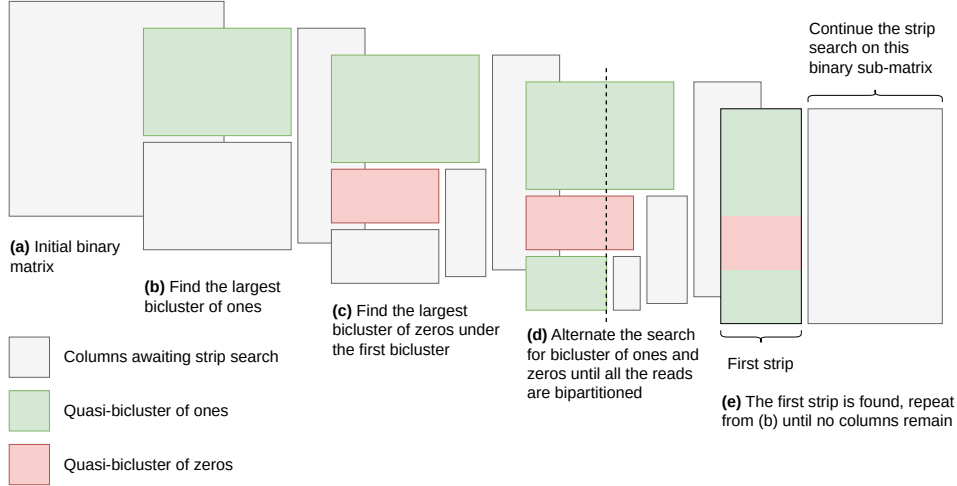 Continue the strip
search on this
binary sub-matrix
(a) Initial binary
matrix
(b) Find the largest
bicluster of ones
(c) Find the largest
bicluster of zeros under
the first bicluster
(d) Alternate the search
for bicluster of ones and
zeros until all the reads
are bipartitioned
First strip
(e) The first strip is found, repeat
from (b) until no columns remain
Columns awaiting strip search
Quasi-bicluster of ones
Quasi-bicluster of zeros